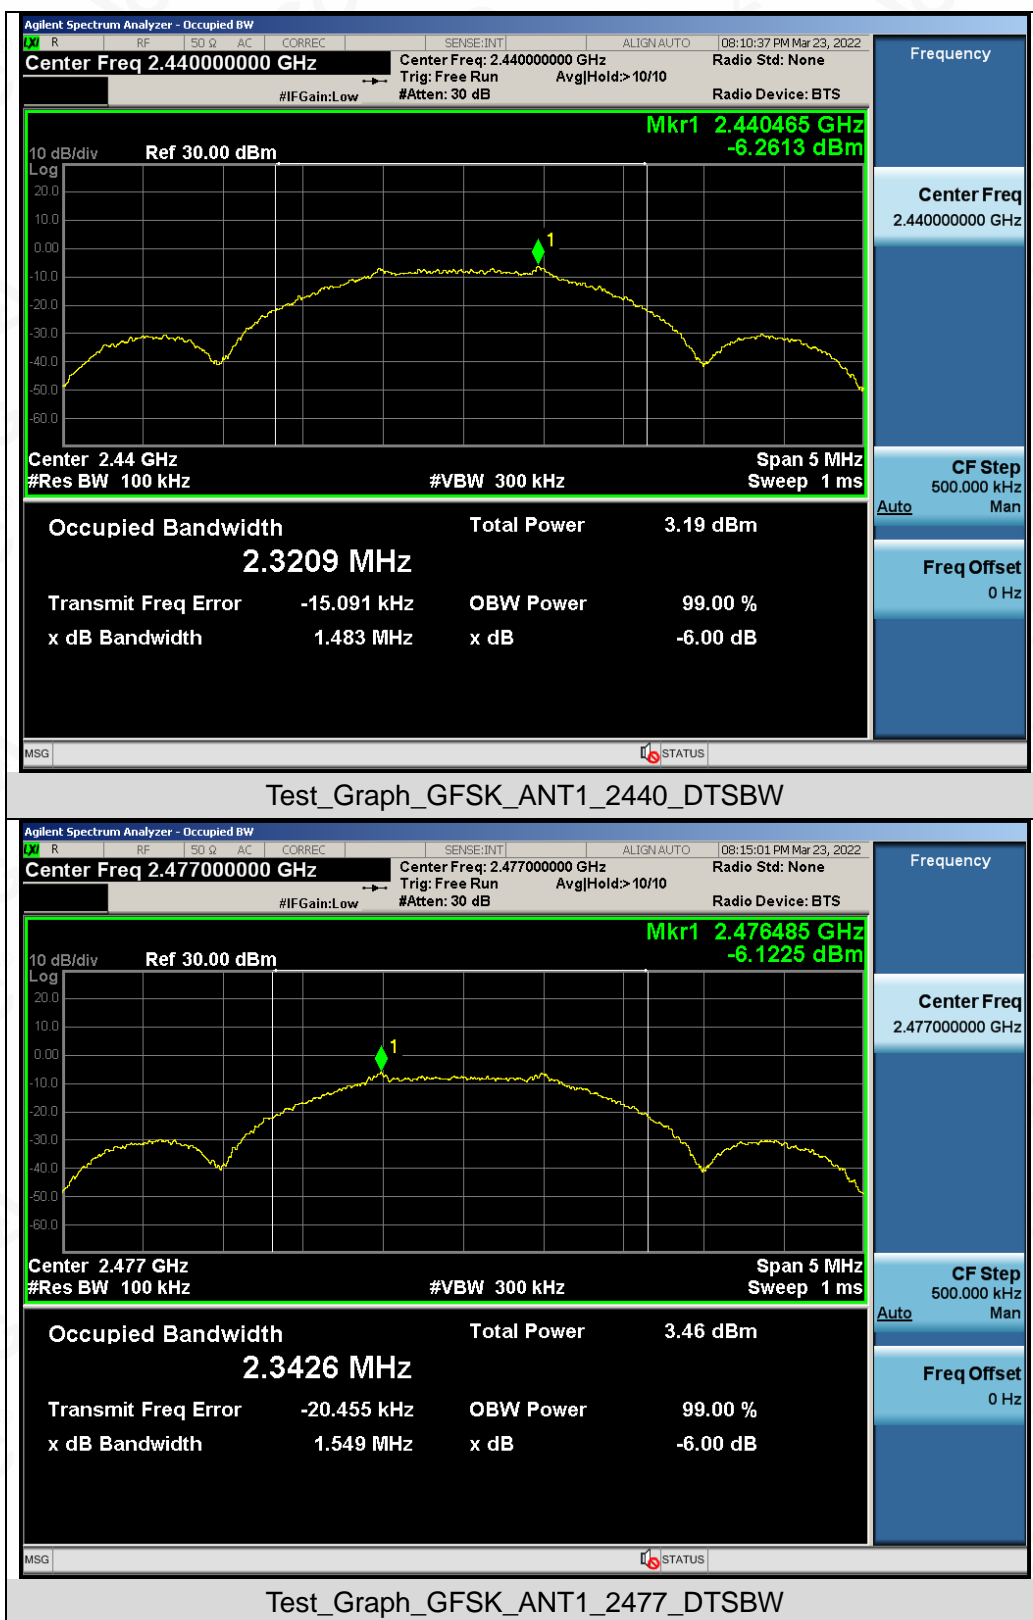 Agilent Spectrum Analyzer - Occupied BW
LXI R RF 50 Ω AC CORREC SENSE:INT ALIGN AUTO 08:10:37 PM Mar 23, 2022
Center Freq 2.440000000 GHz Center Freq: 2.440000000 GHz Radio Std: None Frequency
Trig: Free Run Avg|Hold:> 10/10
#IFGain:Low #Atten: 30 dB Radio Device: BTS
Mkr1 2.440465 GHz
-6.2613 dBm
10 dB/div Ref 30.00 dBm
Log
20.0
10.0
0.00
-10.0
-20.0
-30.0
-40.0
-50.0
-60.0
1
Center Freq
2.440000000 GHz
Center 2.44 GHz Span 5 MHz
#Res BW 100 kHz #VBW 300 kHz Sweep 1 ms
CF Step
500.000 kHz
Auto Man
Freq Offset
0 Hz
Occupied Bandwidth Total Power 3.19 dBm
2.3209 MHz
Transmit Freq Error -15.091 kHz OBW Power 99.00 %
x dB Bandwidth 1.483 MHz x dB -6.00 dB
MSG STATUS
Test_Graph_GFSK_ANT1_2440_DTSBW
Agilent Spectrum Analyzer - Occupied BW
LXI R RF 50 Ω AC CORREC SENSE:INT ALIGN AUTO 08:15:01 PM Mar 23, 2022
Center Freq 2.477000000 GHz Center Freq: 2.477000000 GHz Radio Std: None Frequency
Trig: Free Run Avg|Hold:> 10/10
#IFGain:Low #Atten: 30 dB Radio Device: BTS
Mkr1 2.476485 GHz
-6.1225 dBm
10 dB/div Ref 30.00 dBm
Log
20.0
10.0
0.00
-10.0
-20.0
-30.0
-40.0
-50.0
-60.0
1
Center Freq
2.477000000 GHz
Center 2.477 GHz Span 5 MHz
#Res BW 100 kHz #VBW 300 kHz Sweep 1 ms
CF Step
500.000 kHz
Auto Man
Freq Offset
0 Hz
Occupied Bandwidth Total Power 3.46 dBm
2.3426 MHz
Transmit Freq Error -20.455 kHz OBW Power 99.00 %
x dB Bandwidth 1.549 MHz x dB -6.00 dB
MSG STATUS
Test_Graph_GFSK_ANT1_2477_DTSBW